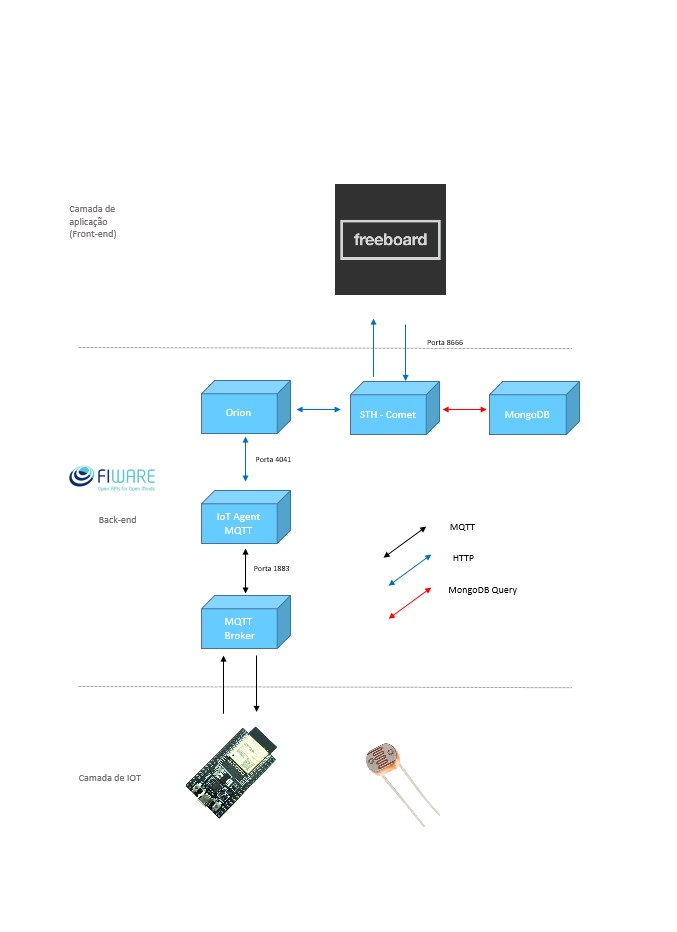 Camada de
aplicação
(Front-end)
freeboard
Porta 8666
Orion
STH - Comet
MongoDB
Porta 4041
FIWARE
Open APIs for Open Minds
Back-end
IoT Agent
MQTT
MQTT
HTTP
Porta 1883
MongoDB Query
MQTT
Broker
Camada de IOT